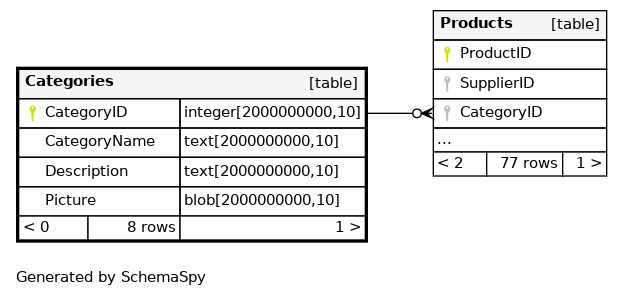 Products [table]
ProductID
SupplierID
CategoryID
...
< 2 77 rows 1 >
Categories [table]
CategoryID integer[2000000000,10]
CategoryName text[2000000000,10]
Description text[2000000000,10]
Picture blob[2000000000,10]
< 0 8 rows 1 >
Generated by SchemaSpy